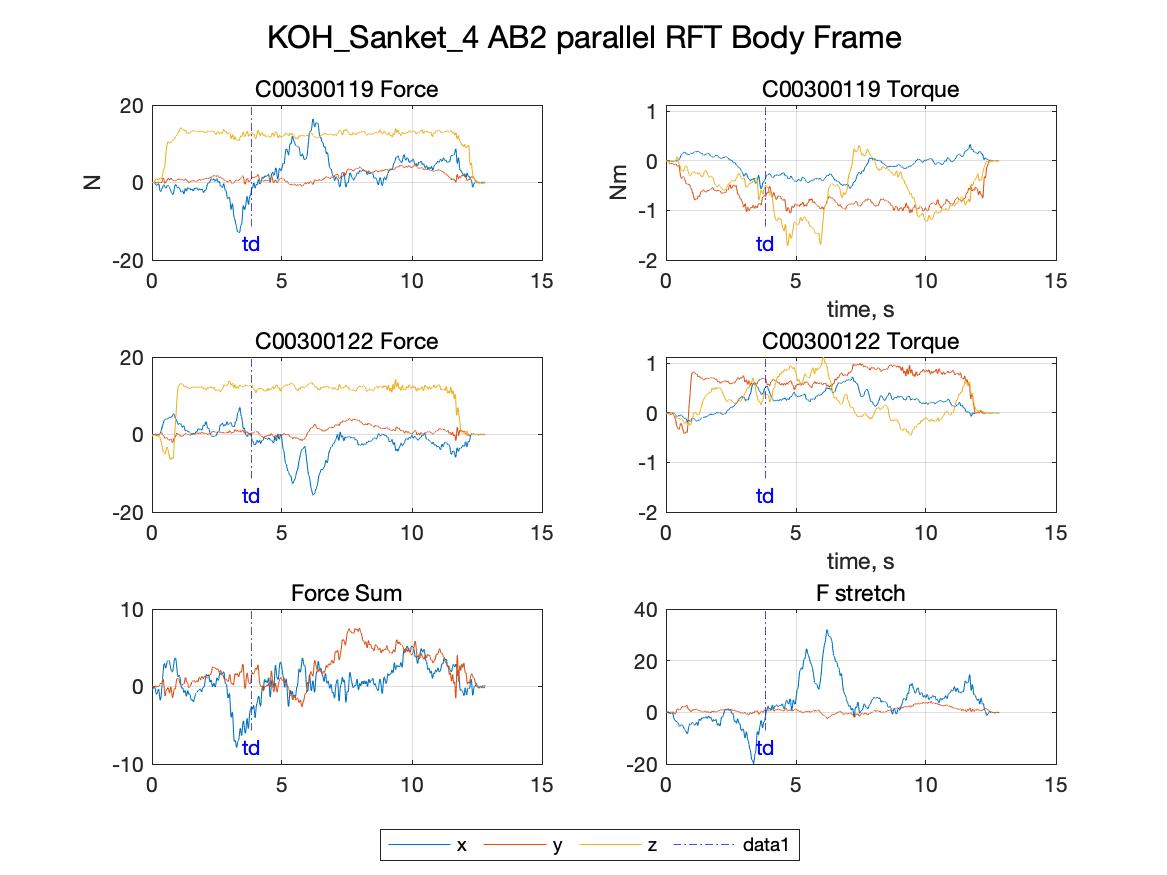 KOH_Sanket_4 AB2 parallel RFT Body Frame
C00300119 Force
20
0
-20
N
0 5 10 15
td
C00300119 Torque
1
0
-1
-2
Nm
0 5 10 15
td
time, s
C00300122 Force
20
0
-20
0 5 10 15
td
C00300122 Torque
1
0
-1
-2
0 5 10 15
td
time, s
Force Sum
10
0
-10
0 5 10 15
td
F stretch
40
20
0
-20
0 5 10 15
td
x y z data1